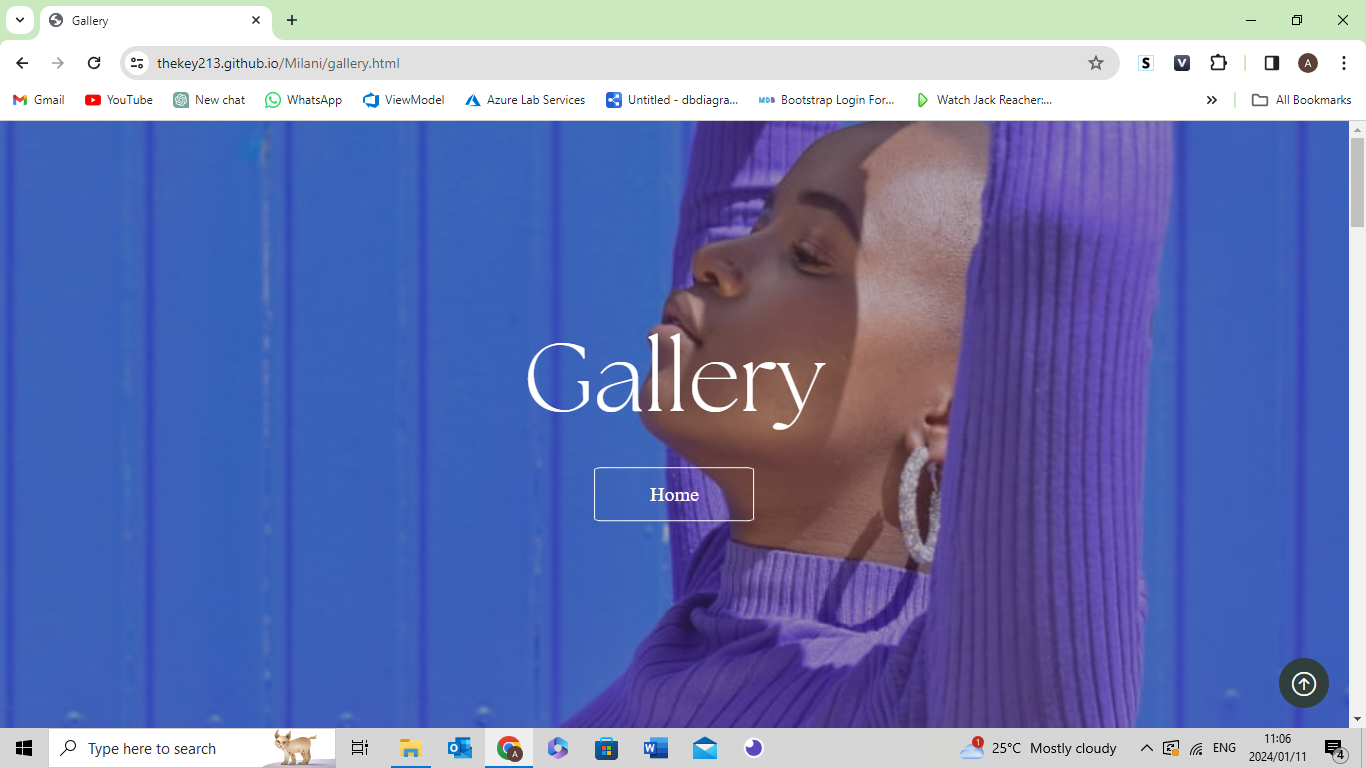 Gallery
thekey213.github.io/Milani/gallery.html
S
V
A
Gmail
YouTube
New chat
WhatsApp
ViewModel
Azure Lab Services
Untitled - dbdiagra...
MDB
Bootstrap Login For...
Watch Jack Reacher:...
All Bookmarks
Gallery
Home
Type here to search
A
1
25°C Mostly cloudy
ENG
11:06
2024/01/11
4